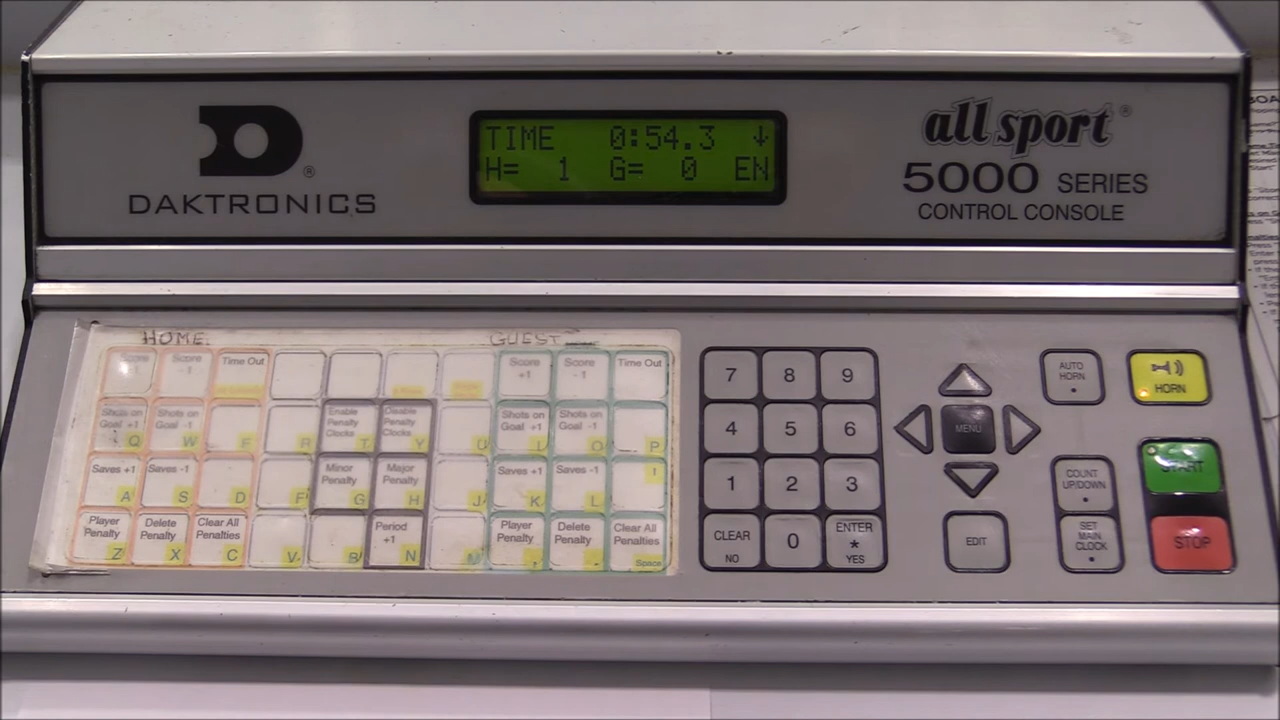 DAKTRONICS
®
TIME 0:54.3 ↓
H= 1 G= 0 EN
all sport®
5000 SERIES
CONTROL CONSOLE
HOME
GUEST
Score +1
Score -1
Time Out
Score +1
Score -1
Time Out
Shots on Goal +1 Q
Shots on Goal -1 W
E
R
Enable Penalty Clocks T
Disable Penalty Clocks Y
U
Shots on Goal +1 I
Shots on Goal -1 O
P
Saves +1 A
Saves -1 S
D
F
Minor Penalty G
Major Penalty H
J
Saves +1 K
Saves -1 L
Player Penalty Z
Delete Penalty X
Clear All Penalties C
V
B
Period +1 N
M
Player Penalty
Delete Penalty
Clear All Penalties Space
7 8 9
4 5 6
1 2 3
CLEAR NO
0
ENTER * YES
MENU
EDIT
AUTO HORN
HORN
COUNT UP/DOWN
SET MAIN CLOCK
START
STOP